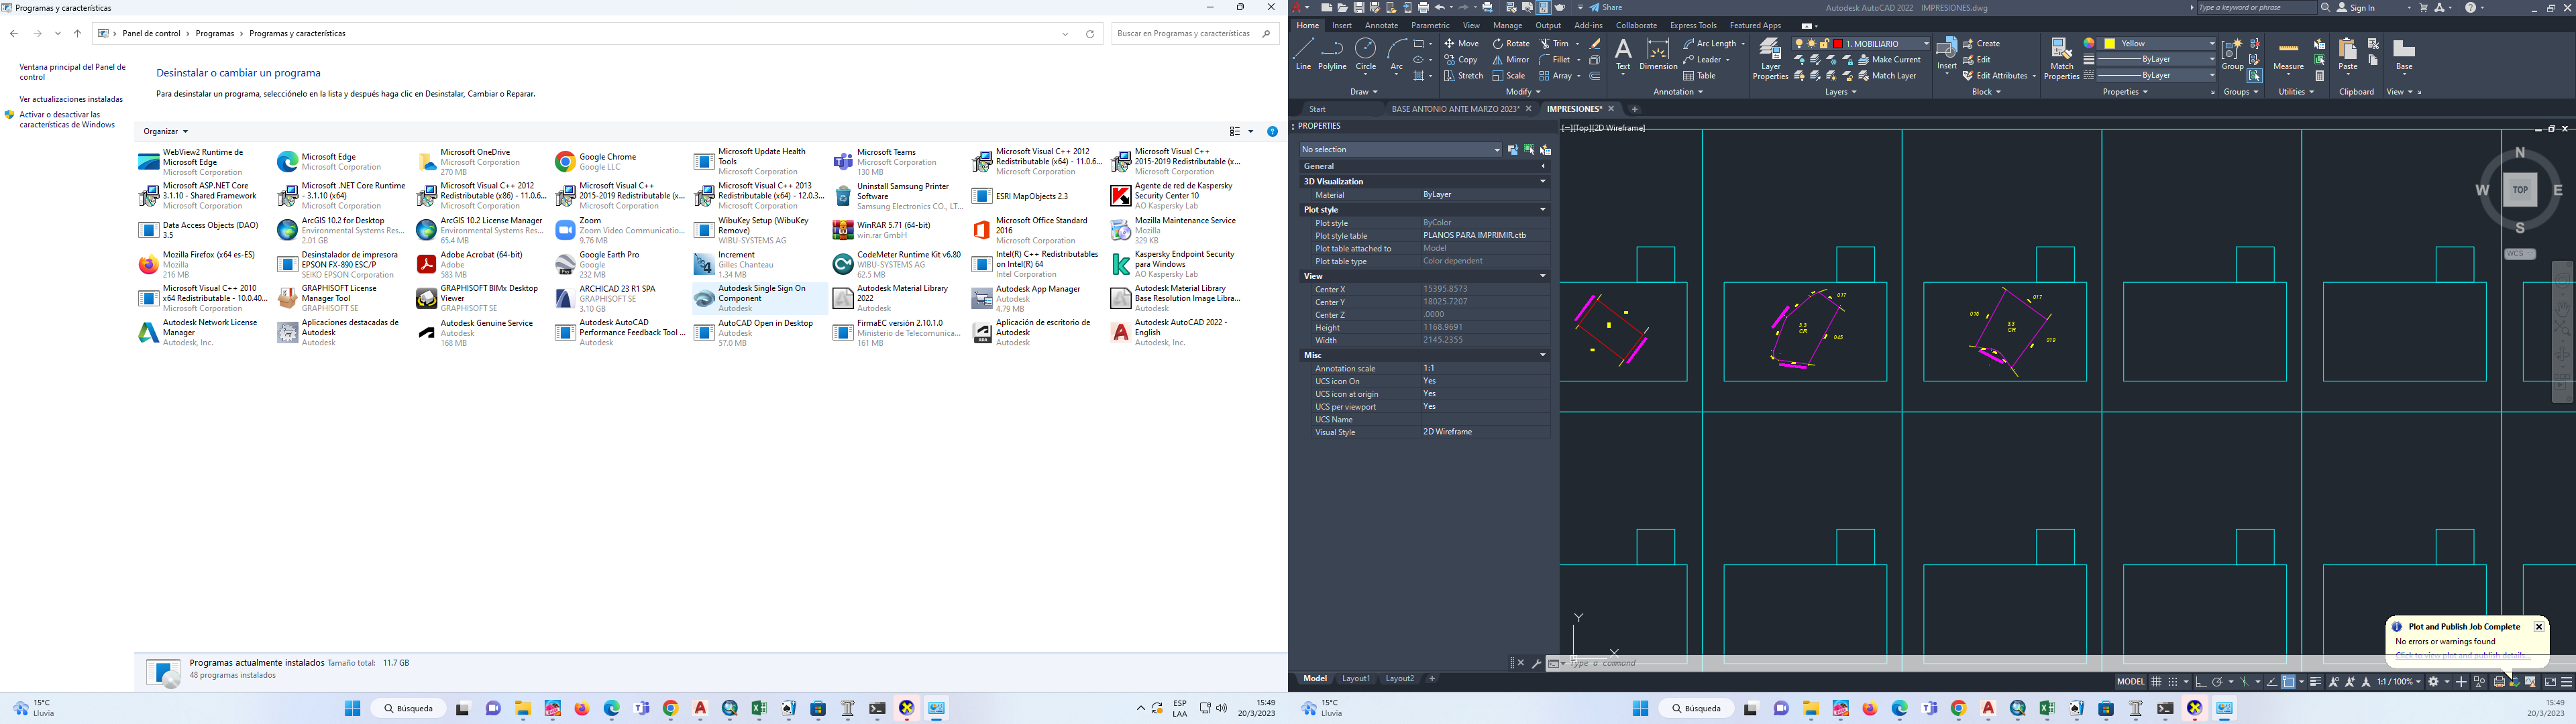 Programas y características
Panel de control › Programas › Programas y características
Buscar en Programas y características
Ventana principal del Panel de
control
Ver actualizaciones instaladas
Activar o desactivar las
características de Windows
Desinstalar o cambiar un programa
Para desinstalar un programa, selecciónelo en la lista y después haga clic en Desinstalar, Cambiar o Reparar.
Organizar
WebView2 Runtime de
Microsoft Edge
Microsoft Corporation
Microsoft Edge
Microsoft Corporation
Microsoft OneDrive
Microsoft Corporation
270 MB
Google Chrome
Google LLC
Microsoft Update Health
Tools
Microsoft Corporation
Microsoft Teams
Microsoft Corporation
130 MB
Microsoft Visual C++ 2012
Redistributable (x64) - 11.0.6...
Microsoft Corporation
Microsoft Visual C++
2015-2019 Redistributable (x...
Microsoft Corporation
Microsoft ASP.NET Core
3.1.10 - Shared Framework
Microsoft Corporation
Microsoft .NET Core Runtime
- 3.1.10 (x64)
Microsoft Corporation
Microsoft Visual C++ 2012
Redistributable (x86) - 11.0.6...
Microsoft Corporation
Microsoft Visual C++
2015-2019 Redistributable (x...
Microsoft Corporation
Microsoft Visual C++ 2013
Redistributable (x64) - 12.0.3...
Microsoft Corporation
Uninstall Samsung Printer
Software
Samsung Electronics CO., LT...
ESRI MapObjects 2.3
Agente de red de Kaspersky
Security Center 10
AO Kaspersky Lab
Data Access Objects (DAO)
3.5
ArcGIS 10.2 for Desktop
Environmental Systems Res...
2.01 GB
ArcGIS 10.2 License Manager
Environmental Systems Res...
65.4 MB
Zoom
Zoom Video Communicatio...
9.76 MB
WibuKey Setup (WibuKey
Remove)
WIBU-SYSTEMS AG
WinRAR 5.71 (64-bit)
win.rar GmbH
Microsoft Office Standard
2016
Microsoft Corporation
Mozilla Maintenance Service
Mozilla
329 KB
Mozilla Firefox (x64 es-ES)
Mozilla
216 MB
Desinstalador de impresora
EPSON FX-890 ESC/P
SEIKO EPSON Corporation
Adobe Acrobat (64-bit)
Adobe
583 MB
Google Earth Pro
Google
232 MB
Increment
Gilles Chanteau
1.34 MB
CodeMeter Runtime Kit v6.80
WIBU-SYSTEMS AG
62.5 MB
Intel(R) C++ Redistributables
on Intel(R) 64
Intel Corporation
Kaspersky Endpoint Security
para Windows
AO Kaspersky Lab
Microsoft Visual C++ 2010
x64 Redistributable - 10.0.40...
Microsoft Corporation
GRAPHISOFT License
Manager Tool
GRAPHISOFT SE
GRAPHISOFT BIMx Desktop
Viewer
GRAPHISOFT SE
ARCHICAD 23 R1 SPA
GRAPHISOFT SE
3.10 GB
Autodesk Single Sign On
Component
Autodesk
Autodesk Material Library
2022
Autodesk
Autodesk App Manager
Autodesk
4.79 MB
Autodesk Material Library
Base Resolution Image Libra...
Autodesk
Autodesk Network License
Manager
Autodesk, Inc.
Aplicaciones destacadas de
Autodesk
Autodesk
Autodesk Genuine Service
Autodesk
168 MB
Autodesk AutoCAD
Performance Feedback Tool ...
Autodesk
AutoCAD Open in Desktop
Autodesk
57.0 MB
FirmaEC versión 2.10.1.0
Ministerio de Telecomunica...
161 MB
Aplicación de escritorio de
Autodesk
Autodesk
Autodesk AutoCAD 2022 -
English
Autodesk, Inc.
Programas actualmente instalados Tamaño total: 11.7 GB
48 programas instalados
15°C
Lluvia
Búsqueda
ESP
LAA
15:49
20/3/2023
Share
Autodesk AutoCAD 2022 IMPRESIONES.dwg
Type a keyword or phrase
Sign In
Home Insert Annotate Parametric View Manage Output Add-ins Collaborate Express Tools Featured Apps
Line
Polyline
Circle
Arc
Draw
Move
Rotate
Trim
Copy
Mirror
Fillet
Stretch
Scale
Array
Modify
Text
Dimension
Arc Length
Leader
Table
Annotation
Layer
Properties
1. MOBILIARIO
Make Current
Match Layer
Layers
Insert
Create
Edit
Edit Attributes
Block
Match
Properties
Yellow
ByLayer
ByLayer
Properties
Group
Groups
Measure
Utilities
Paste
Clipboard
Base
View
Start
BASE ANTONIO ANTE MARZO 2023*
IMPRESIONES*
PROPERTIES
No selection
General
3D Visualization
Material ByLayer
Plot style
Plot style ByColor
Plot style table PLANOS PARA IMPRIMIR.ctb
Plot table attached to Model
Plot table type Color dependent
View
Center X 15395.8573
Center Y 18025.7207
Center Z .0000
Height 1168.9691
Width 2145.2355
Misc
Annotation scale 1:1
UCS icon On Yes
UCS icon at origin Yes
UCS per viewport Yes
UCS Name
Visual Style 2D Wireframe
[−][Top][2D Wireframe]
N
W
TOP
E
S
WCS
017
3.3
CR
045
017
016
3.3
CR
019
Y
X
Type a command
Plot and Publish Job Complete
No errors or warnings found
Click to view plot and publish details...
Model Layout1 Layout2
MODEL
1:1 / 100%
15°C
Lluvia
Búsqueda
15:49
20/3/2023